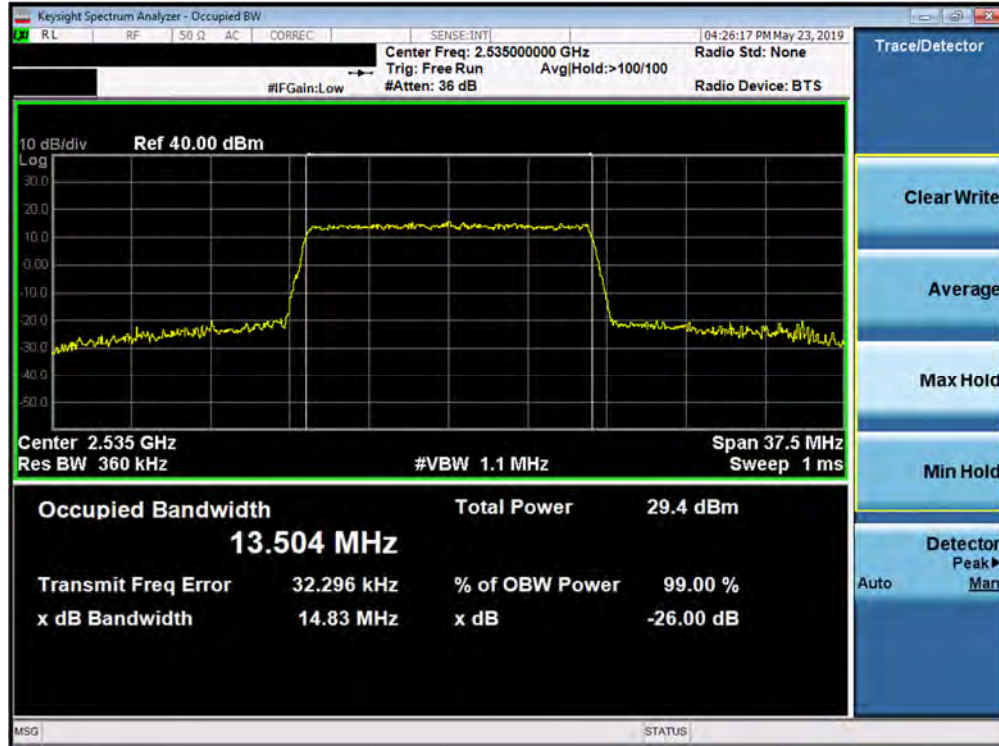 Keysight Spectrum Analyzer - Occupied BW
LXI RL RF 50 Ω AC CORREC SENSE:INT 04:26:17 PM May 23, 2019
Center Freq: 2.535000000 GHz Radio Std: None
Trig: Free Run Avg|Hold:>100/100
#IFGain:Low #Atten: 36 dB Radio Device: BTS
10 dB/div Ref 40.00 dBm
Log
30.0
20.0
10.0
0.00
-10.0
-20.0
-30.0
-40.0
-50.0
Center 2.535 GHz Span 37.5 MHz
Res BW 360 kHz #VBW 1.1 MHz Sweep 1 ms
Occupied Bandwidth Total Power 29.4 dBm
13.504 MHz
Transmit Freq Error 32.296 kHz % of OBW Power 99.00 %
x dB Bandwidth 14.83 MHz x dB -26.00 dB
MSG STATUS
Trace/Detector
Clear Write
Average
Max Hold
Min Hold
Detector
Peak▶
Auto Man